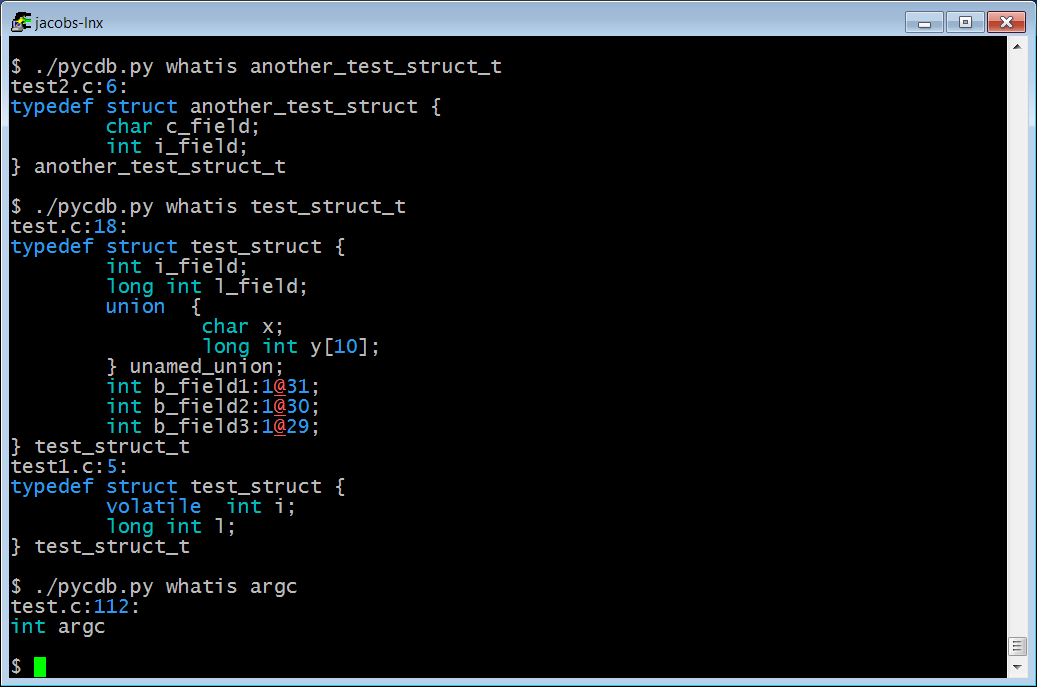 jacobs-lnx
$ ./pycdb.py whatis another_test_struct_t
test2.c:6:
typedef struct another_test_struct {
        char c_field;
        int i_field;
} another_test_struct_t
$ ./pycdb.py whatis test_struct_t
test.c:18:
typedef struct test_struct {
        int i_field;
        long int l_field;
        union  {
                char x;
                long int y[10];
        } unamed_union;
        int b_field1:1@31;
        int b_field2:1@30;
        int b_field3:1@29;
} test_struct_t
test1.c:5:
typedef struct test_struct {
        volatile  int i;
        long int l;
} test_struct_t
$ ./pycdb.py whatis argc
test.c:112:
int argc
$